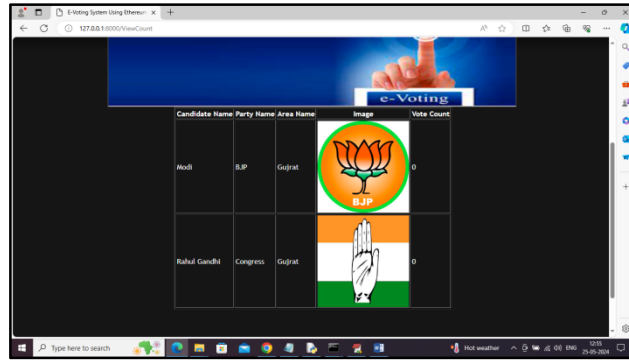 E-Voting System Using Ethereum
127.0.0.1:8000/ViewCount
e-Voting
Candidate Name Party Name Area Name Image Vote Count
Modi BJP Gujrat BJP 0
Rahul Gandhi Congress Gujrat 0
Type here to search
Hot weather
ENG
12:55
25-05-2024